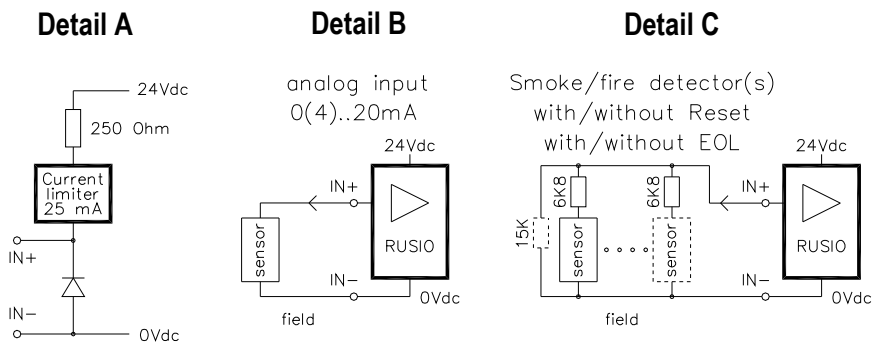 Detail A
24Vdc
250 Ohm
Current
limiter
25 mA
IN+
IN−
0Vdc
Detail B
analog input
0(4)..20mA
24Vdc
IN+
sensor
RUSIO
IN−
0Vdc
field
Detail C
Smoke/fire detector(s)
with/without Reset
with/without EOL
24Vdc
6K8
6K8
IN+
15K
sensor
sensor
RUSIO
IN−
0Vdc
field